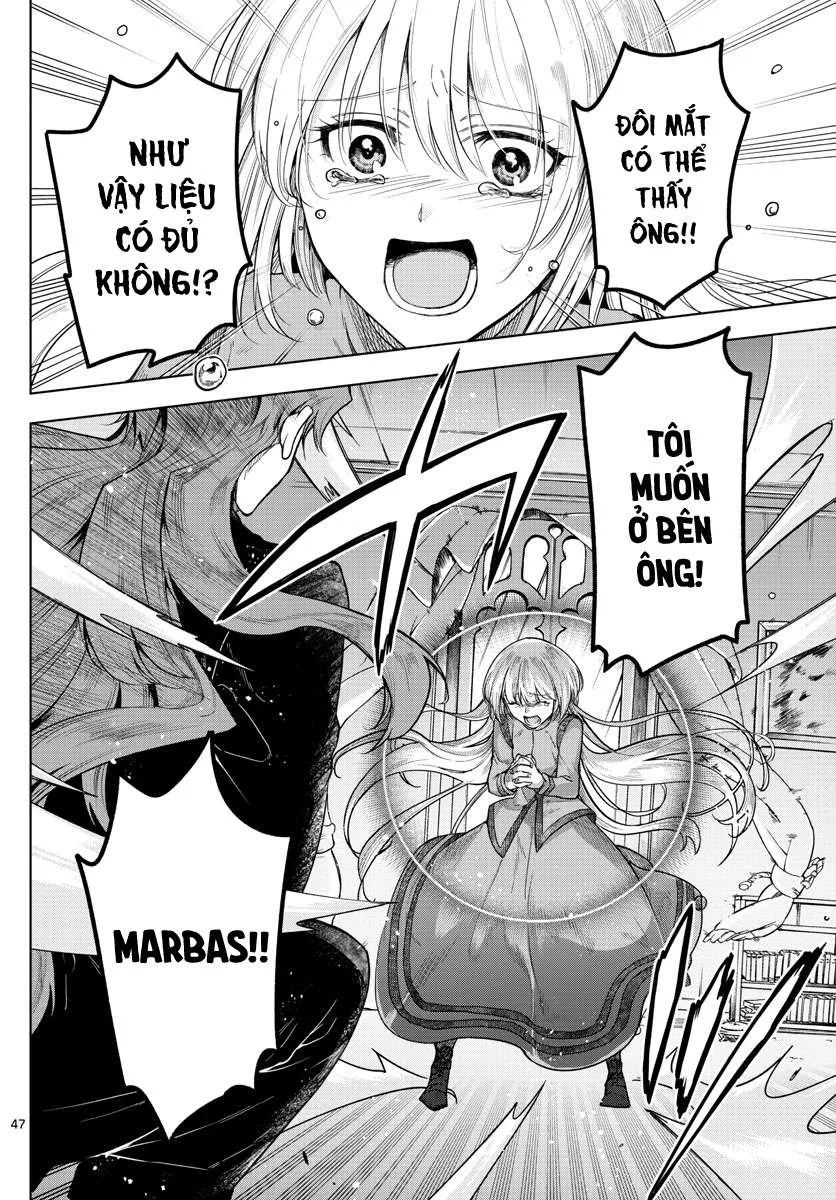 ĐÔI MẮT
CÓ THỂ
THẤY
ÔNG!!
NHƯ
VẬY LIỆU
CÓ ĐỦ
KHÔNG!?
TÔI
MUỐN
Ở BÊN
ÔNG!
MARBAS!!
47